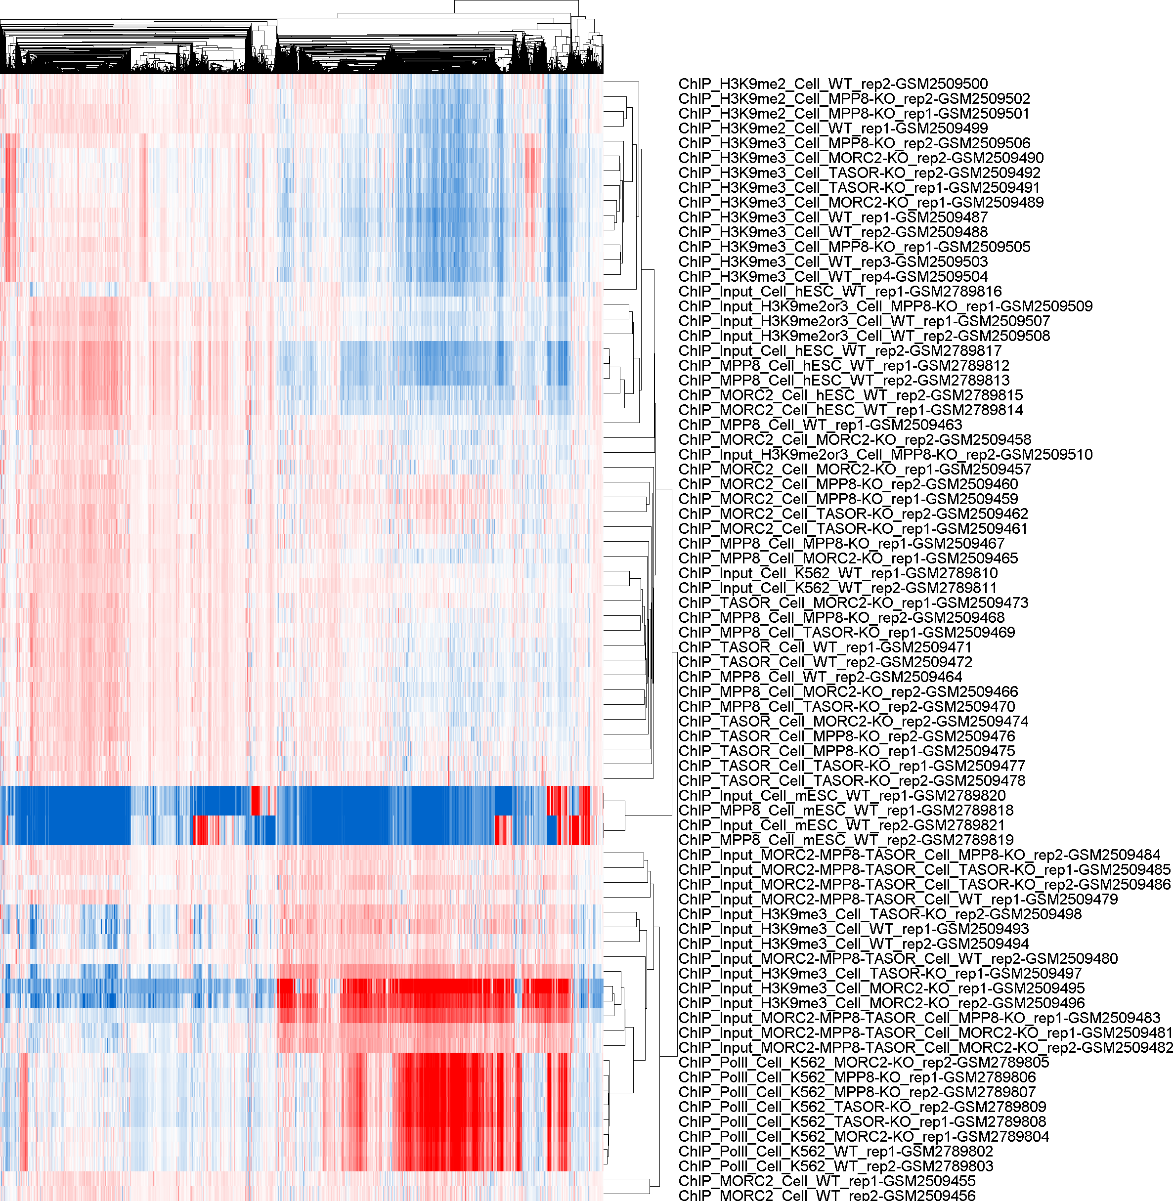 ChIP_H3K9me2_Cell_WT_rep2-GSM2509500
ChIP_H3K9me2_Cell_MPP8-KO_rep2-GSM2509502
ChIP_H3K9me2_Cell_MPP8-KO_rep1-GSM2509501
ChIP_H3K9me2_Cell_WT_rep1-GSM2509499
ChIP_H3K9me3_Cell_MPP8-KO_rep2-GSM2509506
ChIP_H3K9me3_Cell_MORC2-KO_rep2-GSM2509490
ChIP_H3K9me3_Cell_TASOR-KO_rep2-GSM2509492
ChIP_H3K9me3_Cell_TASOR-KO_rep1-GSM2509491
ChIP_H3K9me3_Cell_MORC2-KO_rep1-GSM2509489
ChIP_H3K9me3_Cell_WT_rep1-GSM2509487
ChIP_H3K9me3_Cell_WT_rep2-GSM2509488
ChIP_H3K9me3_Cell_MPP8-KO_rep1-GSM2509505
ChIP_H3K9me3_Cell_WT_rep3-GSM2509503
ChIP_H3K9me3_Cell_WT_rep4-GSM2509504
ChIP_Input_Cell_hESC_WT_rep1-GSM2789816
ChIP_Input_H3K9me2or3_Cell_MPP8-KO_rep1-GSM2509509
ChIP_Input_H3K9me2or3_Cell_WT_rep1-GSM2509507
ChIP_Input_H3K9me2or3_Cell_WT_rep2-GSM2509508
ChIP_Input_Cell_hESC_WT_rep2-GSM2789817
ChIP_MPP8_Cell_hESC_WT_rep1-GSM2789812
ChIP_MPP8_Cell_hESC_WT_rep2-GSM2789813
ChIP_MORC2_Cell_hESC_WT_rep2-GSM2789815
ChIP_MORC2_Cell_hESC_WT_rep1-GSM2789814
ChIP_MPP8_Cell_WT_rep1-GSM2509463
ChIP_MORC2_Cell_MORC2-KO_rep2-GSM2509458
ChIP_Input_H3K9me2or3_Cell_MPP8-KO_rep2-GSM2509510
ChIP_MORC2_Cell_MORC2-KO_rep1-GSM2509457
ChIP_MORC2_Cell_MPP8-KO_rep2-GSM2509460
ChIP_MORC2_Cell_MPP8-KO_rep1-GSM2509459
ChIP_MORC2_Cell_TASOR-KO_rep2-GSM2509462
ChIP_MORC2_Cell_TASOR-KO_rep1-GSM2509461
ChIP_MPP8_Cell_MPP8-KO_rep1-GSM2509467
ChIP_MPP8_Cell_MORC2-KO_rep1-GSM2509465
ChIP_Input_Cell_K562_WT_rep1-GSM2789810
ChIP_Input_Cell_K562_WT_rep2-GSM2789811
ChIP_TASOR_Cell_MORC2-KO_rep1-GSM2509473
ChIP_MPP8_Cell_MPP8-KO_rep2-GSM2509468
ChIP_MPP8_Cell_TASOR-KO_rep1-GSM2509469
ChIP_TASOR_Cell_WT_rep1-GSM2509471
ChIP_TASOR_Cell_WT_rep2-GSM2509472
ChIP_MPP8_Cell_WT_rep2-GSM2509464
ChIP_MPP8_Cell_MORC2-KO_rep2-GSM2509466
ChIP_MPP8_Cell_TASOR-KO_rep2-GSM2509470
ChIP_TASOR_Cell_MORC2-KO_rep2-GSM2509474
ChIP_TASOR_Cell_MPP8-KO_rep2-GSM2509476
ChIP_TASOR_Cell_MPP8-KO_rep1-GSM2509475
ChIP_TASOR_Cell_TASOR-KO_rep1-GSM2509477
ChIP_TASOR_Cell_TASOR-KO_rep2-GSM2509478
ChIP_Input_Cell_mESC_WT_rep1-GSM2789820
ChIP_MPP8_Cell_mESC_WT_rep1-GSM2789818
ChIP_Input_Cell_mESC_WT_rep2-GSM2789821
ChIP_MPP8_Cell_mESC_WT_rep2-GSM2789819
ChIP_Input_MORC2-MPP8-TASOR_Cell_MPP8-KO_rep2-GSM2509484
ChIP_Input_MORC2-MPP8-TASOR_Cell_TASOR-KO_rep1-GSM2509485
ChIP_Input_MORC2-MPP8-TASOR_Cell_TASOR-KO_rep2-GSM2509486
ChIP_Input_MORC2-MPP8-TASOR_Cell_WT_rep1-GSM2509479
ChIP_Input_H3K9me3_Cell_TASOR-KO_rep2-GSM2509498
ChIP_Input_H3K9me3_Cell_WT_rep1-GSM2509493
ChIP_Input_H3K9me3_Cell_WT_rep2-GSM2509494
ChIP_Input_MORC2-MPP8-TASOR_Cell_WT_rep2-GSM2509480
ChIP_Input_H3K9me3_Cell_TASOR-KO_rep1-GSM2509497
ChIP_Input_H3K9me3_Cell_MORC2-KO_rep1-GSM2509495
ChIP_Input_H3K9me3_Cell_MORC2-KO_rep2-GSM2509496
ChIP_Input_MORC2-MPP8-TASOR_Cell_MPP8-KO_rep1-GSM2509483
ChIP_Input_MORC2-MPP8-TASOR_Cell_MORC2-KO_rep1-GSM2509481
ChIP_Input_MORC2-MPP8-TASOR_Cell_MORC2-KO_rep2-GSM2509482
ChIP_PolII_Cell_K562_MORC2-KO_rep2-GSM2789805
ChIP_PolII_Cell_K562_MPP8-KO_rep1-GSM2789806
ChIP_PolII_Cell_K562_MPP8-KO_rep2-GSM2789807
ChIP_PolII_Cell_K562_TASOR-KO_rep2-GSM2789809
ChIP_PolII_Cell_K562_TASOR-KO_rep1-GSM2789808
ChIP_PolII_Cell_K562_MORC2-KO_rep1-GSM2789804
ChIP_PolII_Cell_K562_WT_rep1-GSM2789802
ChIP_PolII_Cell_K562_WT_rep2-GSM2789803
ChIP_MORC2_Cell_WT_rep1-GSM2509455
ChIP_MORC2_Cell_WT_rep2-GSM2509456